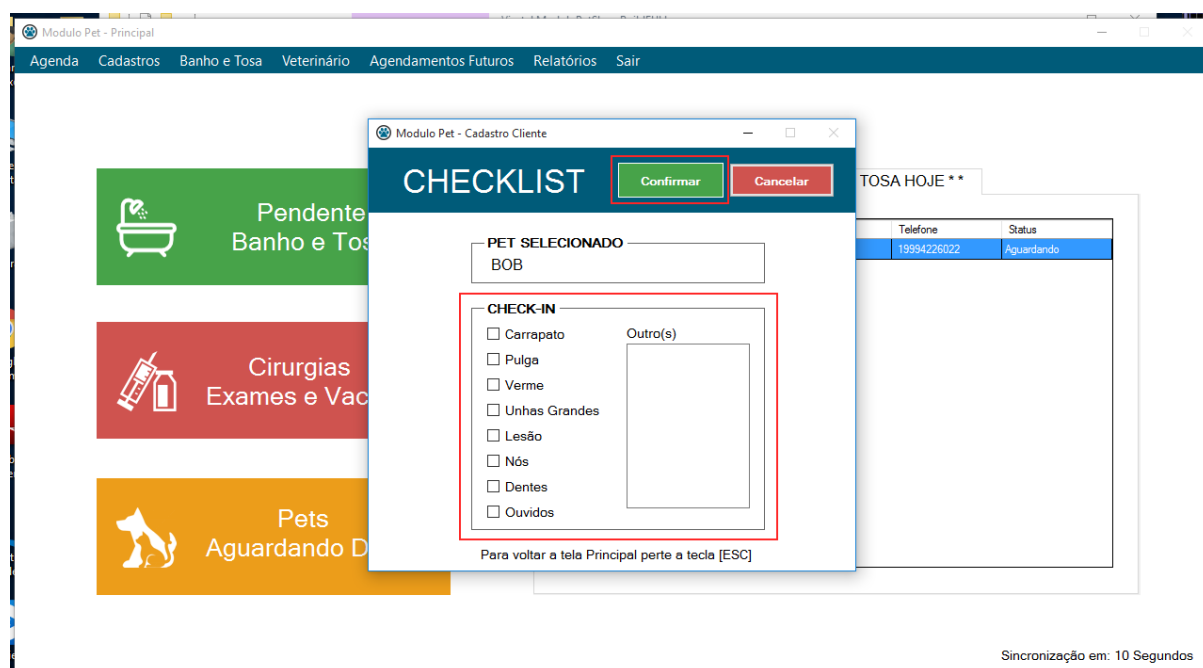 Modulo Pet - Principal
Agenda Cadastros Banho e Tosa Veterinário Agendamentos Futuros Relatórios Sair
Modulo Pet - Cadastro Cliente
CHECKLIST
Confirmar
Cancelar
TOSA HOJE * *
Pendente
Banho e Tos
Telefone Status
19994226022 Aguardando
PET SELECIONADO
BOB
CHECK-IN
Carrapato
Pulga
Verme
Unhas Grandes
Lesão
Nós
Dentes
Ouvidos
Outro(s)
Cirurgias
Exames e Vac
Pets
Aguardando D
Para voltar a tela Principal perte a tecla [ESC]
Sincronização em: 10 Segundos